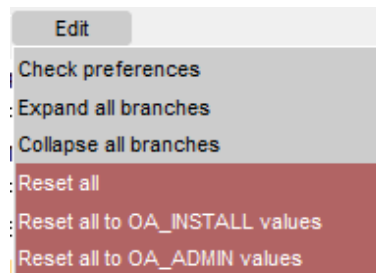 Edit
Check preferences
Expand all branches
Collapse all branches
Reset all
Reset all to OA_INSTALL values
Reset all to OA_ADMIN values